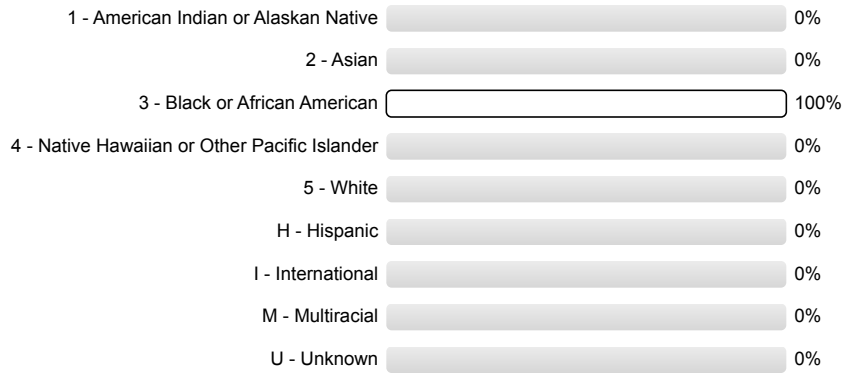 1 - American Indian or Alaskan Native 0%
2 - Asian 0%
3 - Black or African American 100%
4 - Native Hawaiian or Other Pacific Islander 0%
5 - White 0%
H - Hispanic 0%
I - International 0%
M - Multiracial 0%
U - Unknown 0%